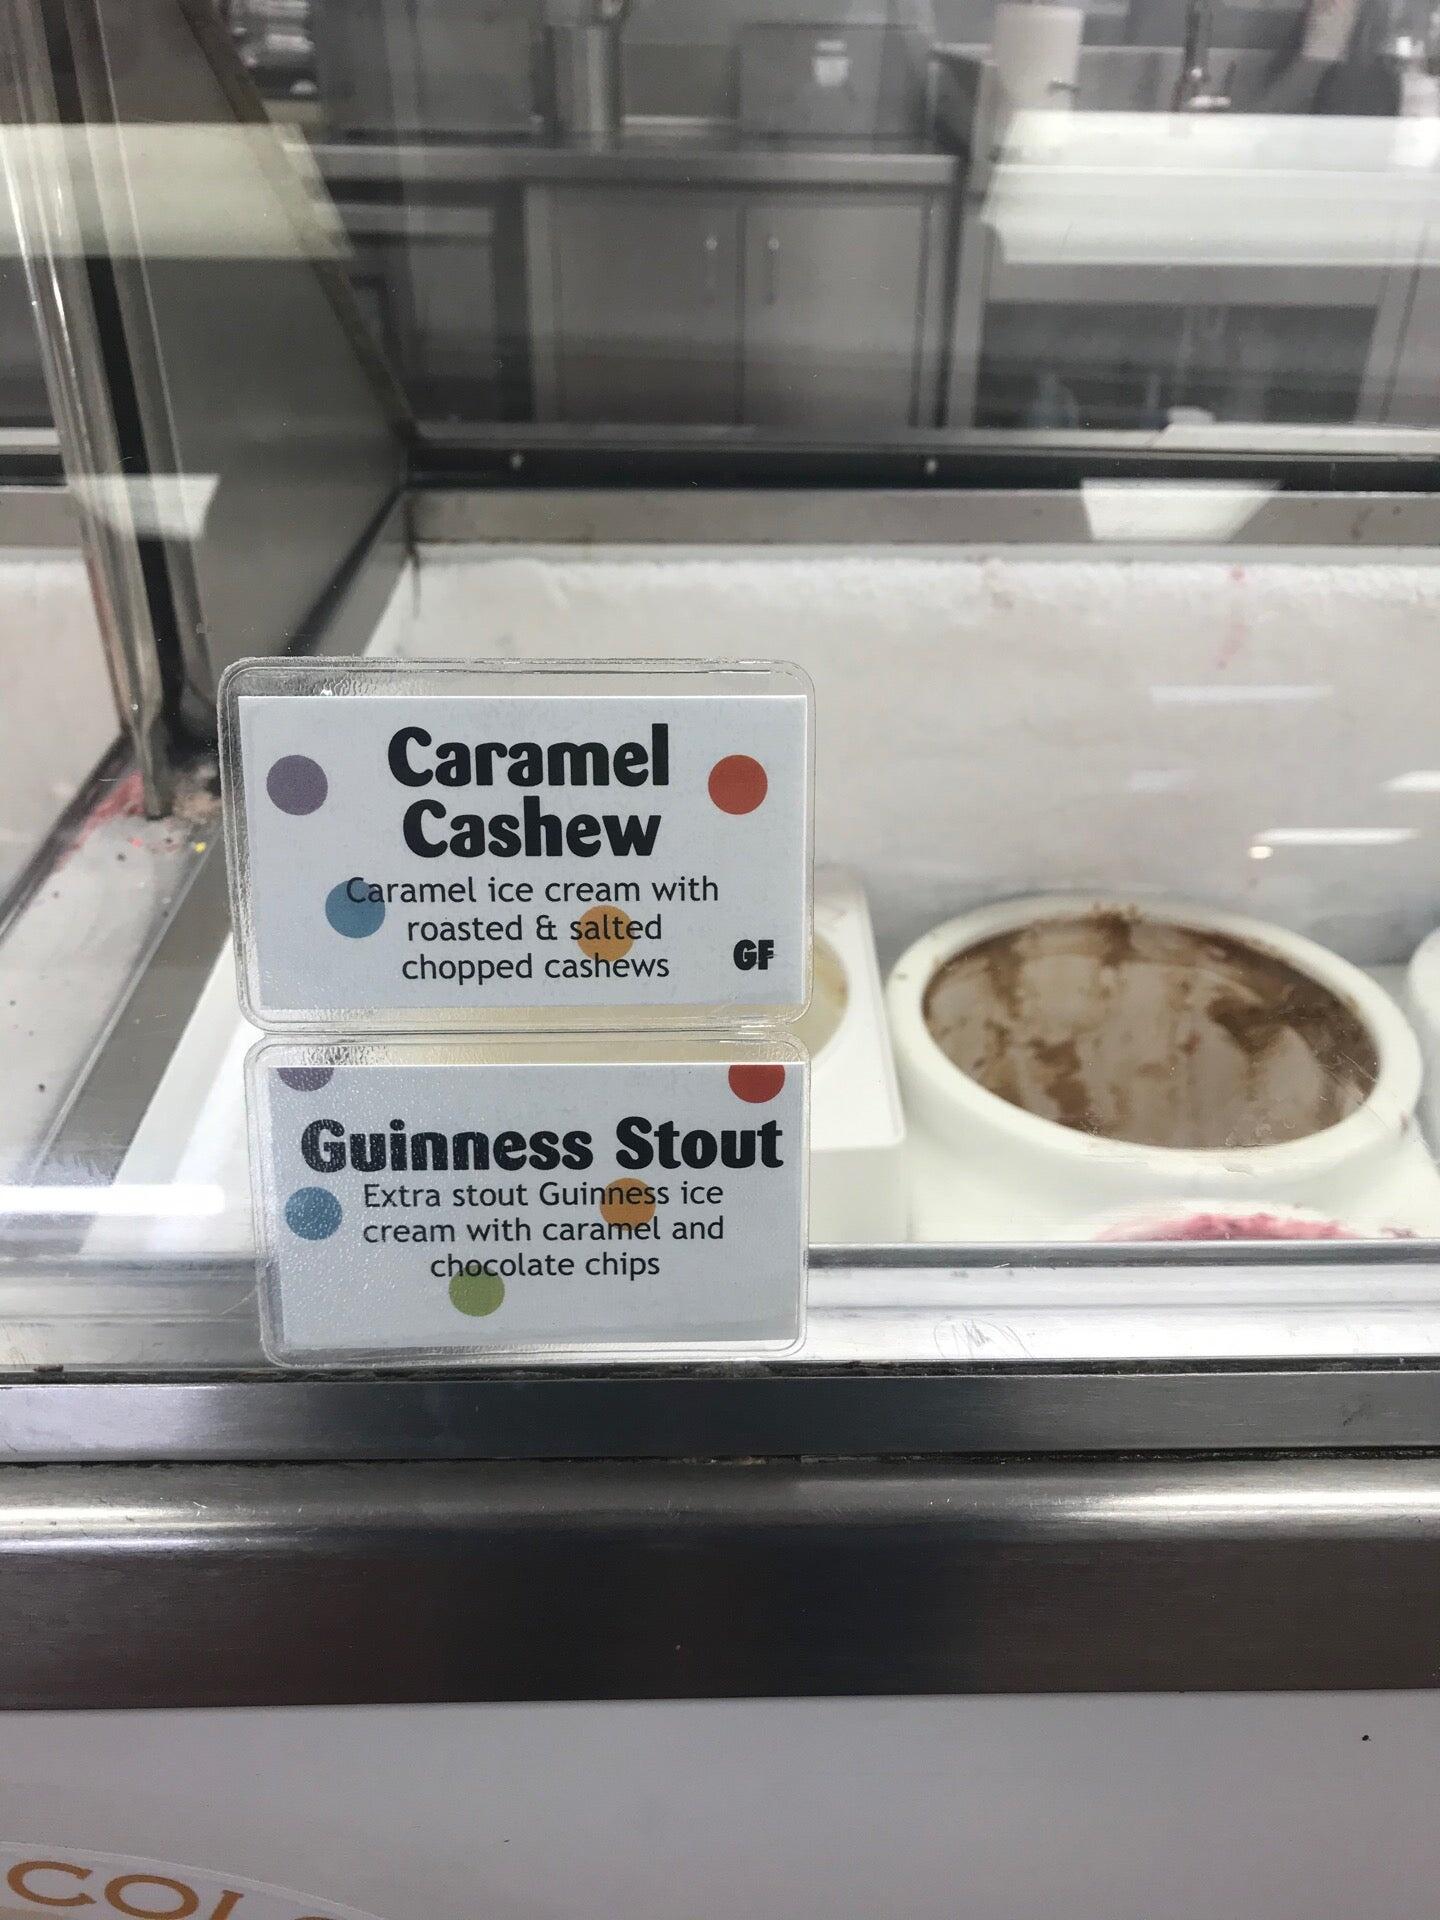 Caramel
Cashew
Caramel ice cream with
roasted & salted
chopped cashews
GF
Guinness Stout
Extra stout Guinness ice
cream with caramel and
chocolate chips